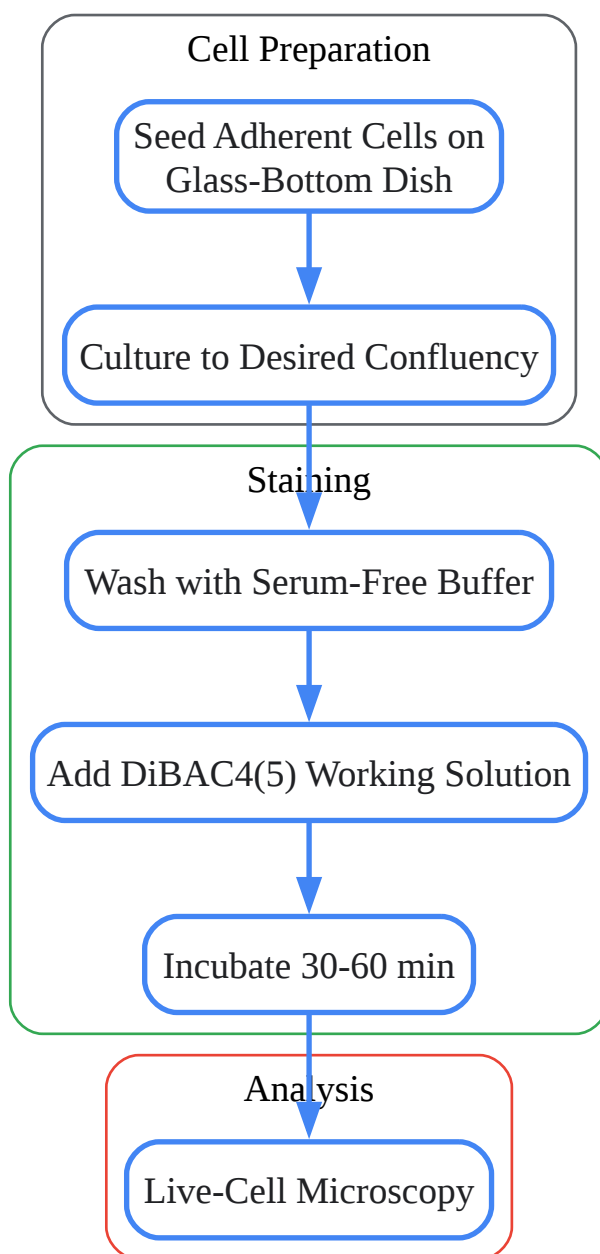 Cell Preparation
Seed Adherent Cells on
Glass-Bottom Dish
Culture to Desired Confluency
Staining
Wash with Serum-Free Buffer
Add DiBAC4(5) Working Solution
Incubate 30-60 min
Analysis
Live-Cell Microscopy